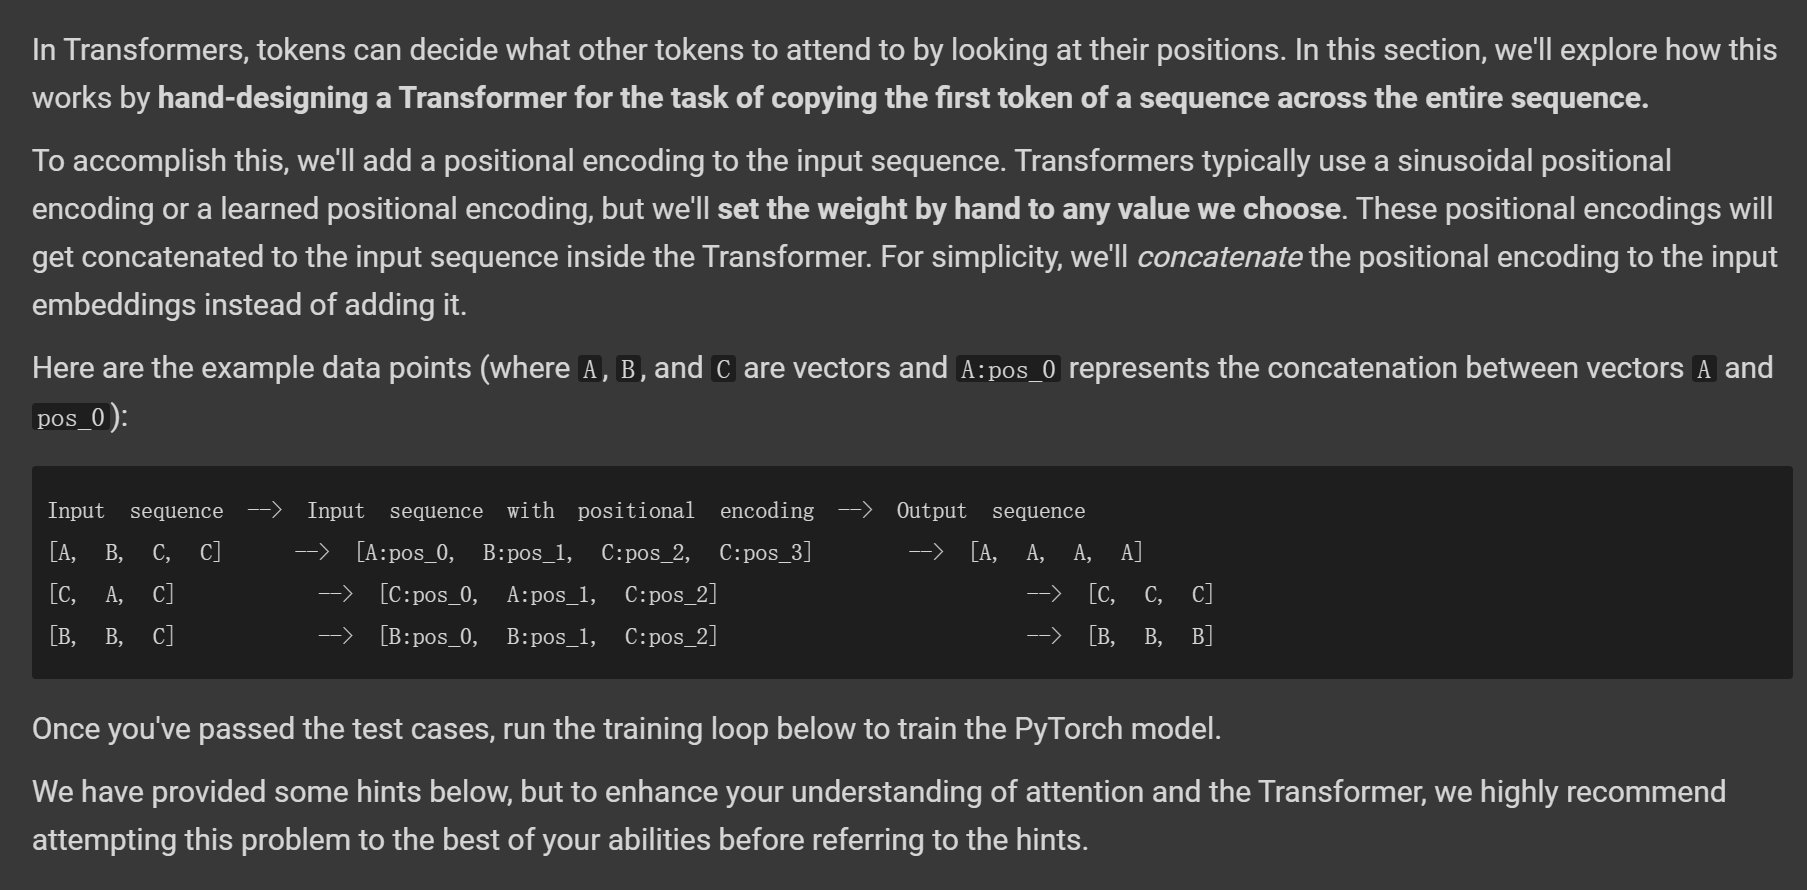 In Transformers, tokens can decide what other tokens to attend to by looking at their positions. In this section, we'll explore how this
works by hand-designing a Transformer for the task of copying the first token of a sequence across the entire sequence.
To accomplish this, we'll add a positional encoding to the input sequence. Transformers typically use a sinusoidal positional
encoding or a learned positional encoding, but we'll set the weight by hand to any value we choose. These positional encodings will
get concatenated to the input sequence inside the Transformer. For simplicity, we'll concatenate the positional encoding to the input
embeddings instead of adding it.
Here are the example data points (where A, B, and C are vectors and A:pos_0 represents the concatenation between vectors A and
pos_0):
Input sequence --> Input sequence with positional encoding --> Output sequence
[A, B, C, C] --> [A:pos_0, B:pos_1, C:pos_2, C:pos_3] --> [A, A, A, A]
[C, A, C] --> [C:pos_0, A:pos_1, C:pos_2] --> [C, C, C]
[B, B, C] --> [B:pos_0, B:pos_1, C:pos_2] --> [B, B, B]
Once you've passed the test cases, run the training loop below to train the PyTorch model.
We have provided some hints below, but to enhance your understanding of attention and the Transformer, we highly recommend
attempting this problem to the best of your abilities before referring to the hints.